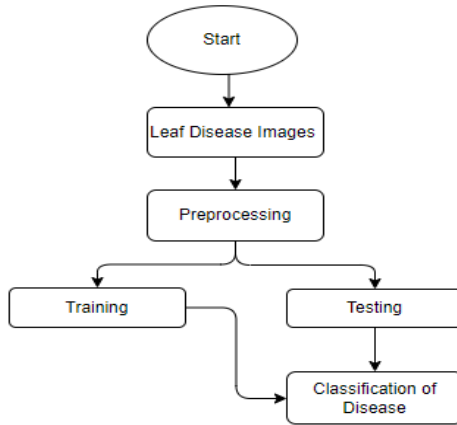 Start
Leaf Disease Images
Preprocessing
Training
Testing
Classification of
Disease